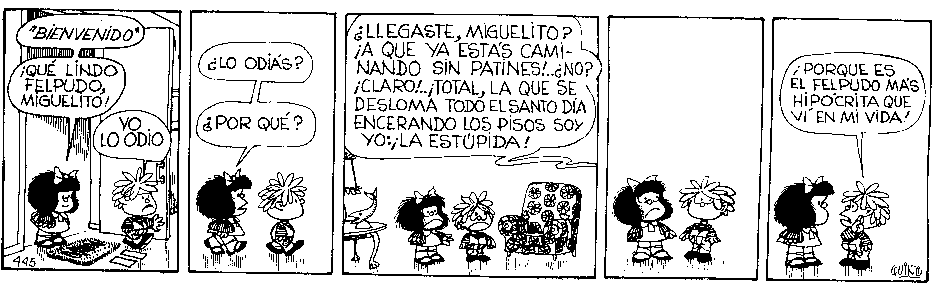 "BIENVENIDO"
¡QUÉ LINDO
FELPUDO,
MIGUELITO!
YO
LO ODIO
445
¿LO ODIÁS?
¿POR QUÉ?
¿LLEGASTE, MIGUELITO?
¡A QUE YA ESTÁS CAMI-
NANDO SIN PATINES!..¿NO?
¡CLARO!..¡TOTAL, LA QUE SE
DESLOMA TODO EL SANTO DÍA
ENCERANDO LOS PISOS SOY
YO:¡LA ESTÚPIDA!
¡PORQUE ES
EL FELPUDO MÁS
HIPÓCRITA QUE
VÍ EN MI VIDA!
QUINO